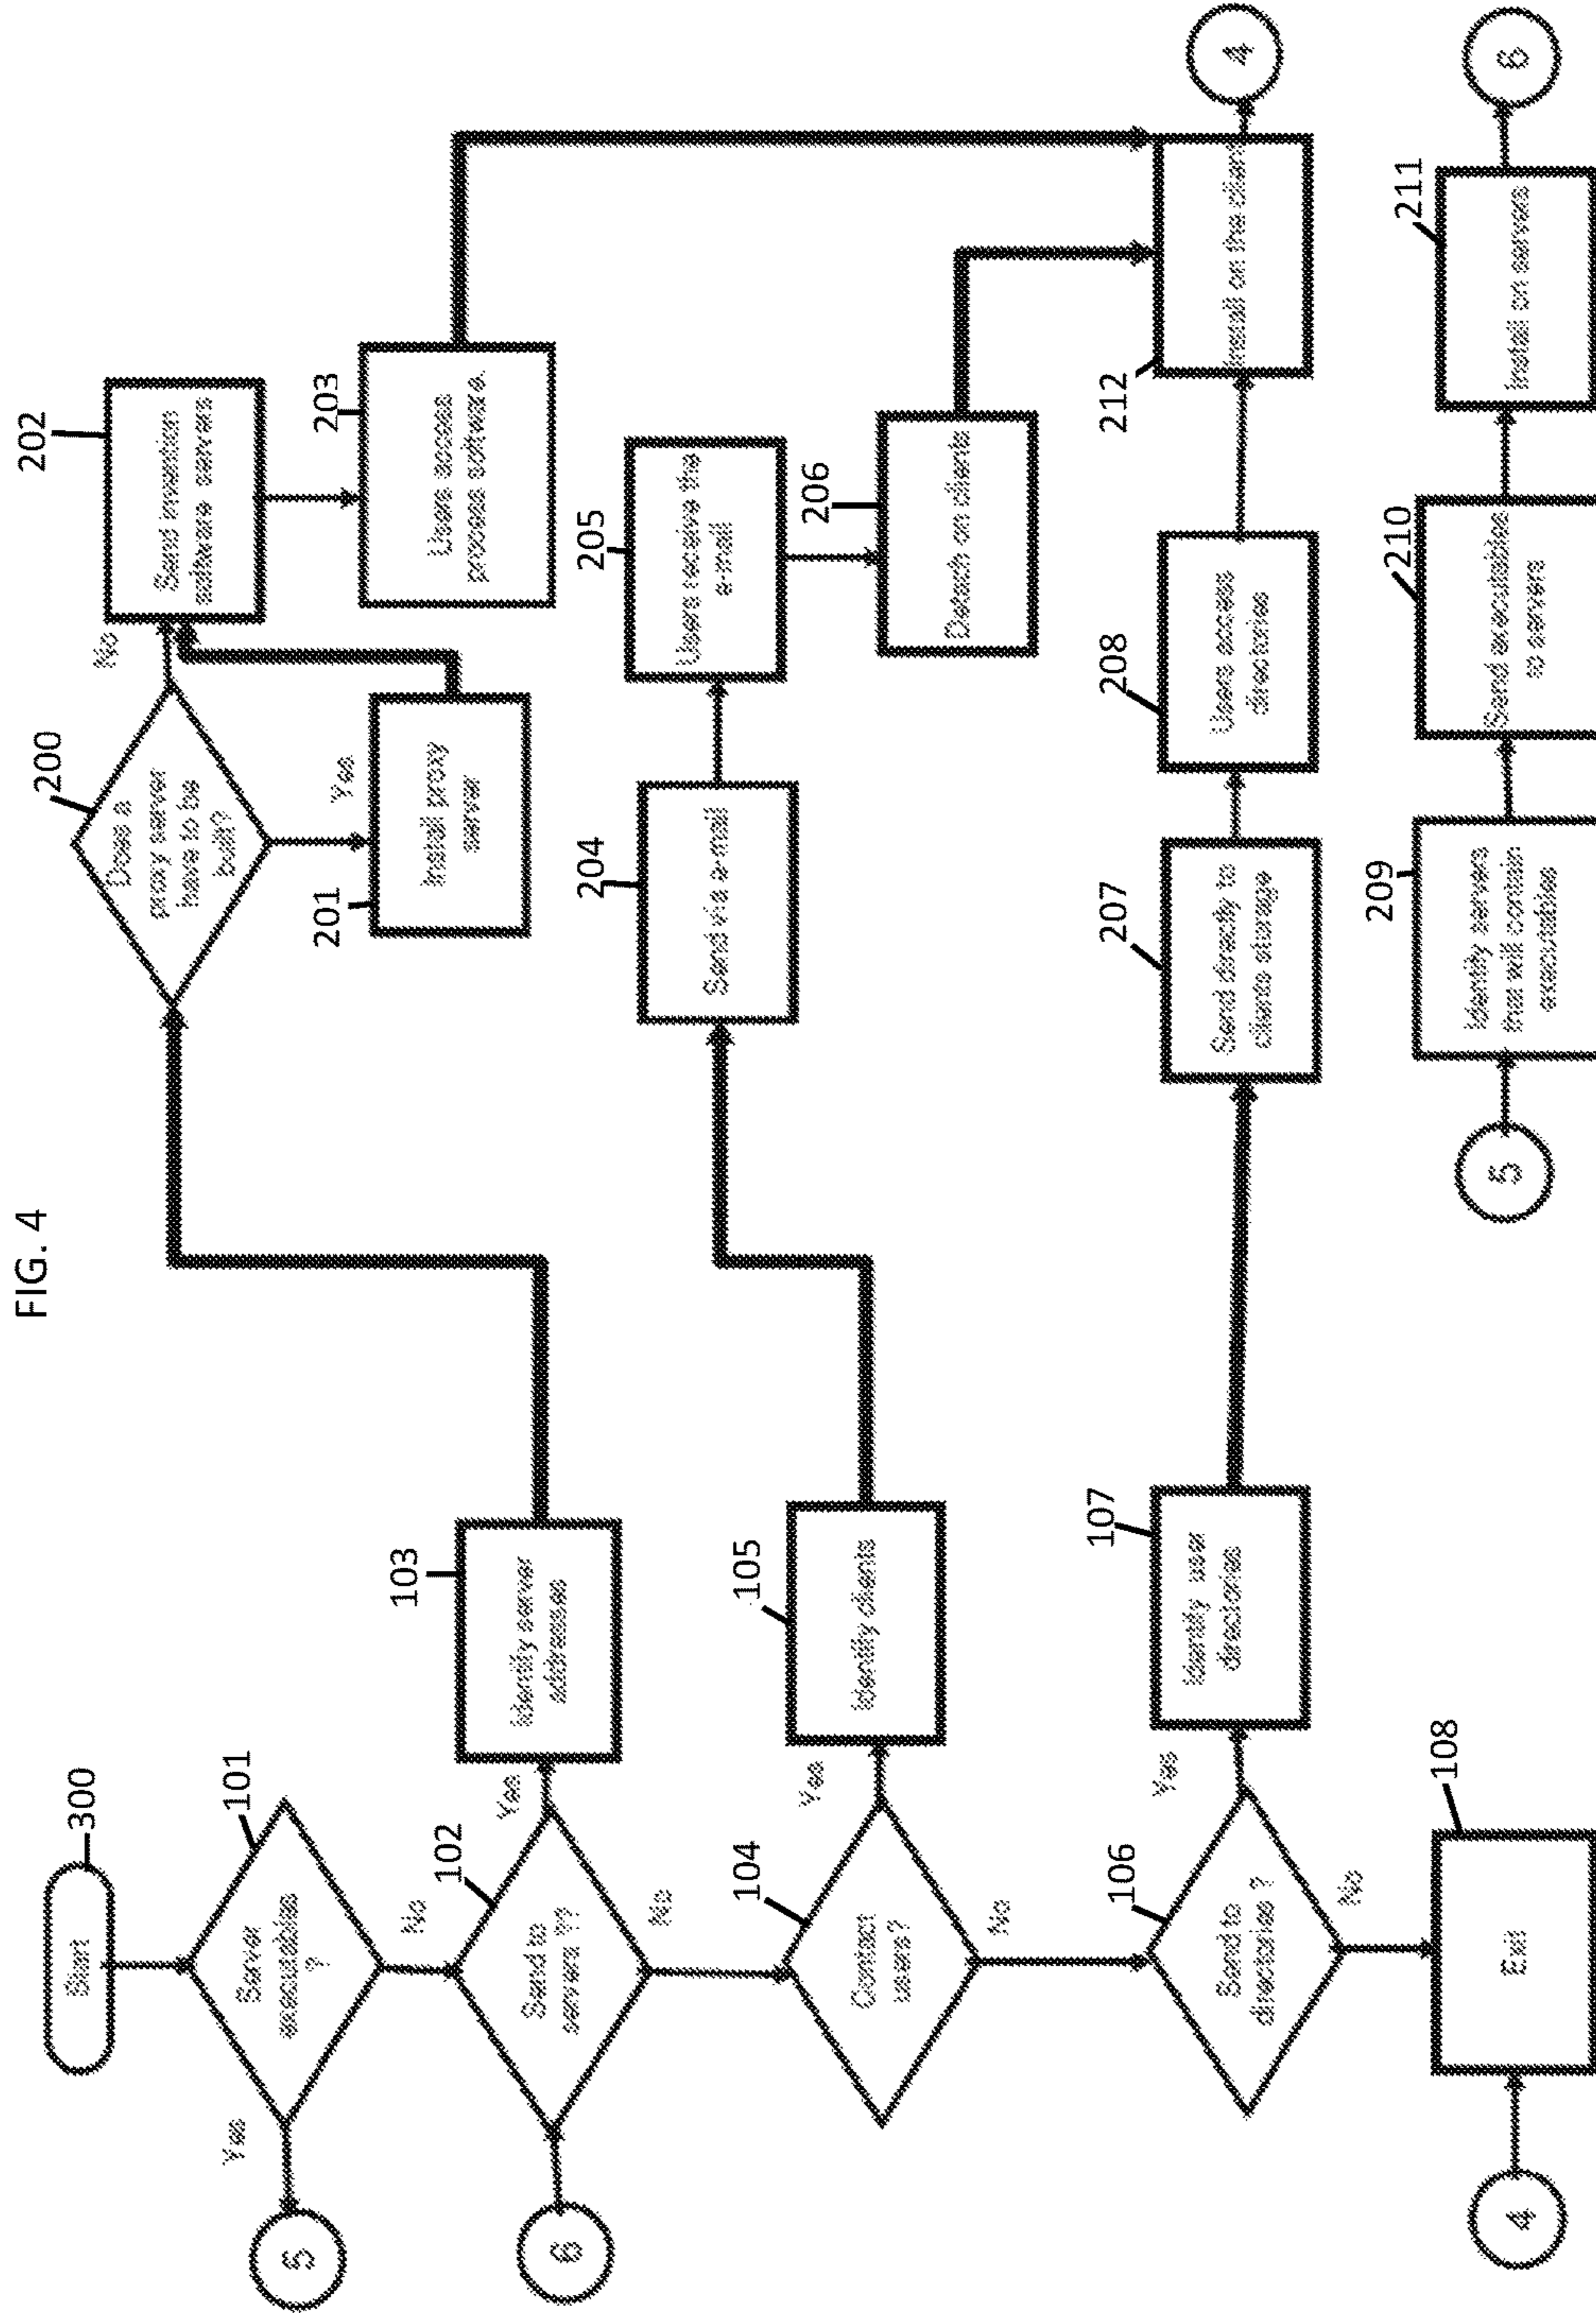 FIG. 4
300
Start
101
Server
executables
?
Yes
No
5
102
Send to
servers ??
Yes
No
6
103
Identify server
addresses
104
Contact
users?
Yes
No
105
Identify clients
106
Send to
directories ?
Yes
No
107
Identify user
directories
108
Exit
4
200
Does a
proxy server
have to be
built?
No
Yes
201
Install proxy
server
202
Send invention
software servers
203
Users access
process software.
204
Send via e-mail
205
Users receive the
e-mail
206
Detach on clients
207
Send directly to
clients storage
208
Users access
directories
212
Install on the client
4
5
209
Identify servers
that will contain
executables
210
Send executables
to servers
211
Install on servers
6